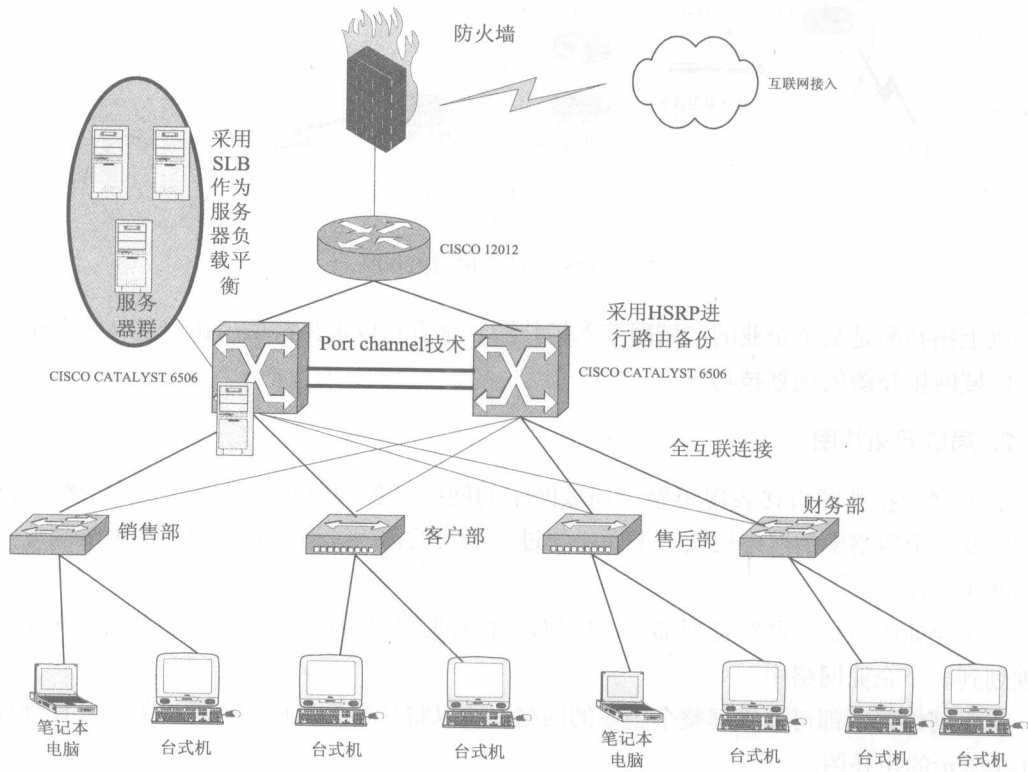 防火墙
互联网接入
采用
SLB
作为
服务
器负
载平
衡
服务
器群
CISCO 12012
采用HSRP进
行路由备份
Port channel技术
CISCO CATALYST 6506
CISCO CATALYST 6506
全互联连接
销售部
客户部
售后部
财务部
笔记本
电脑
台式机
台式机
台式机
笔记本
电脑
台式机
台式机
台式机